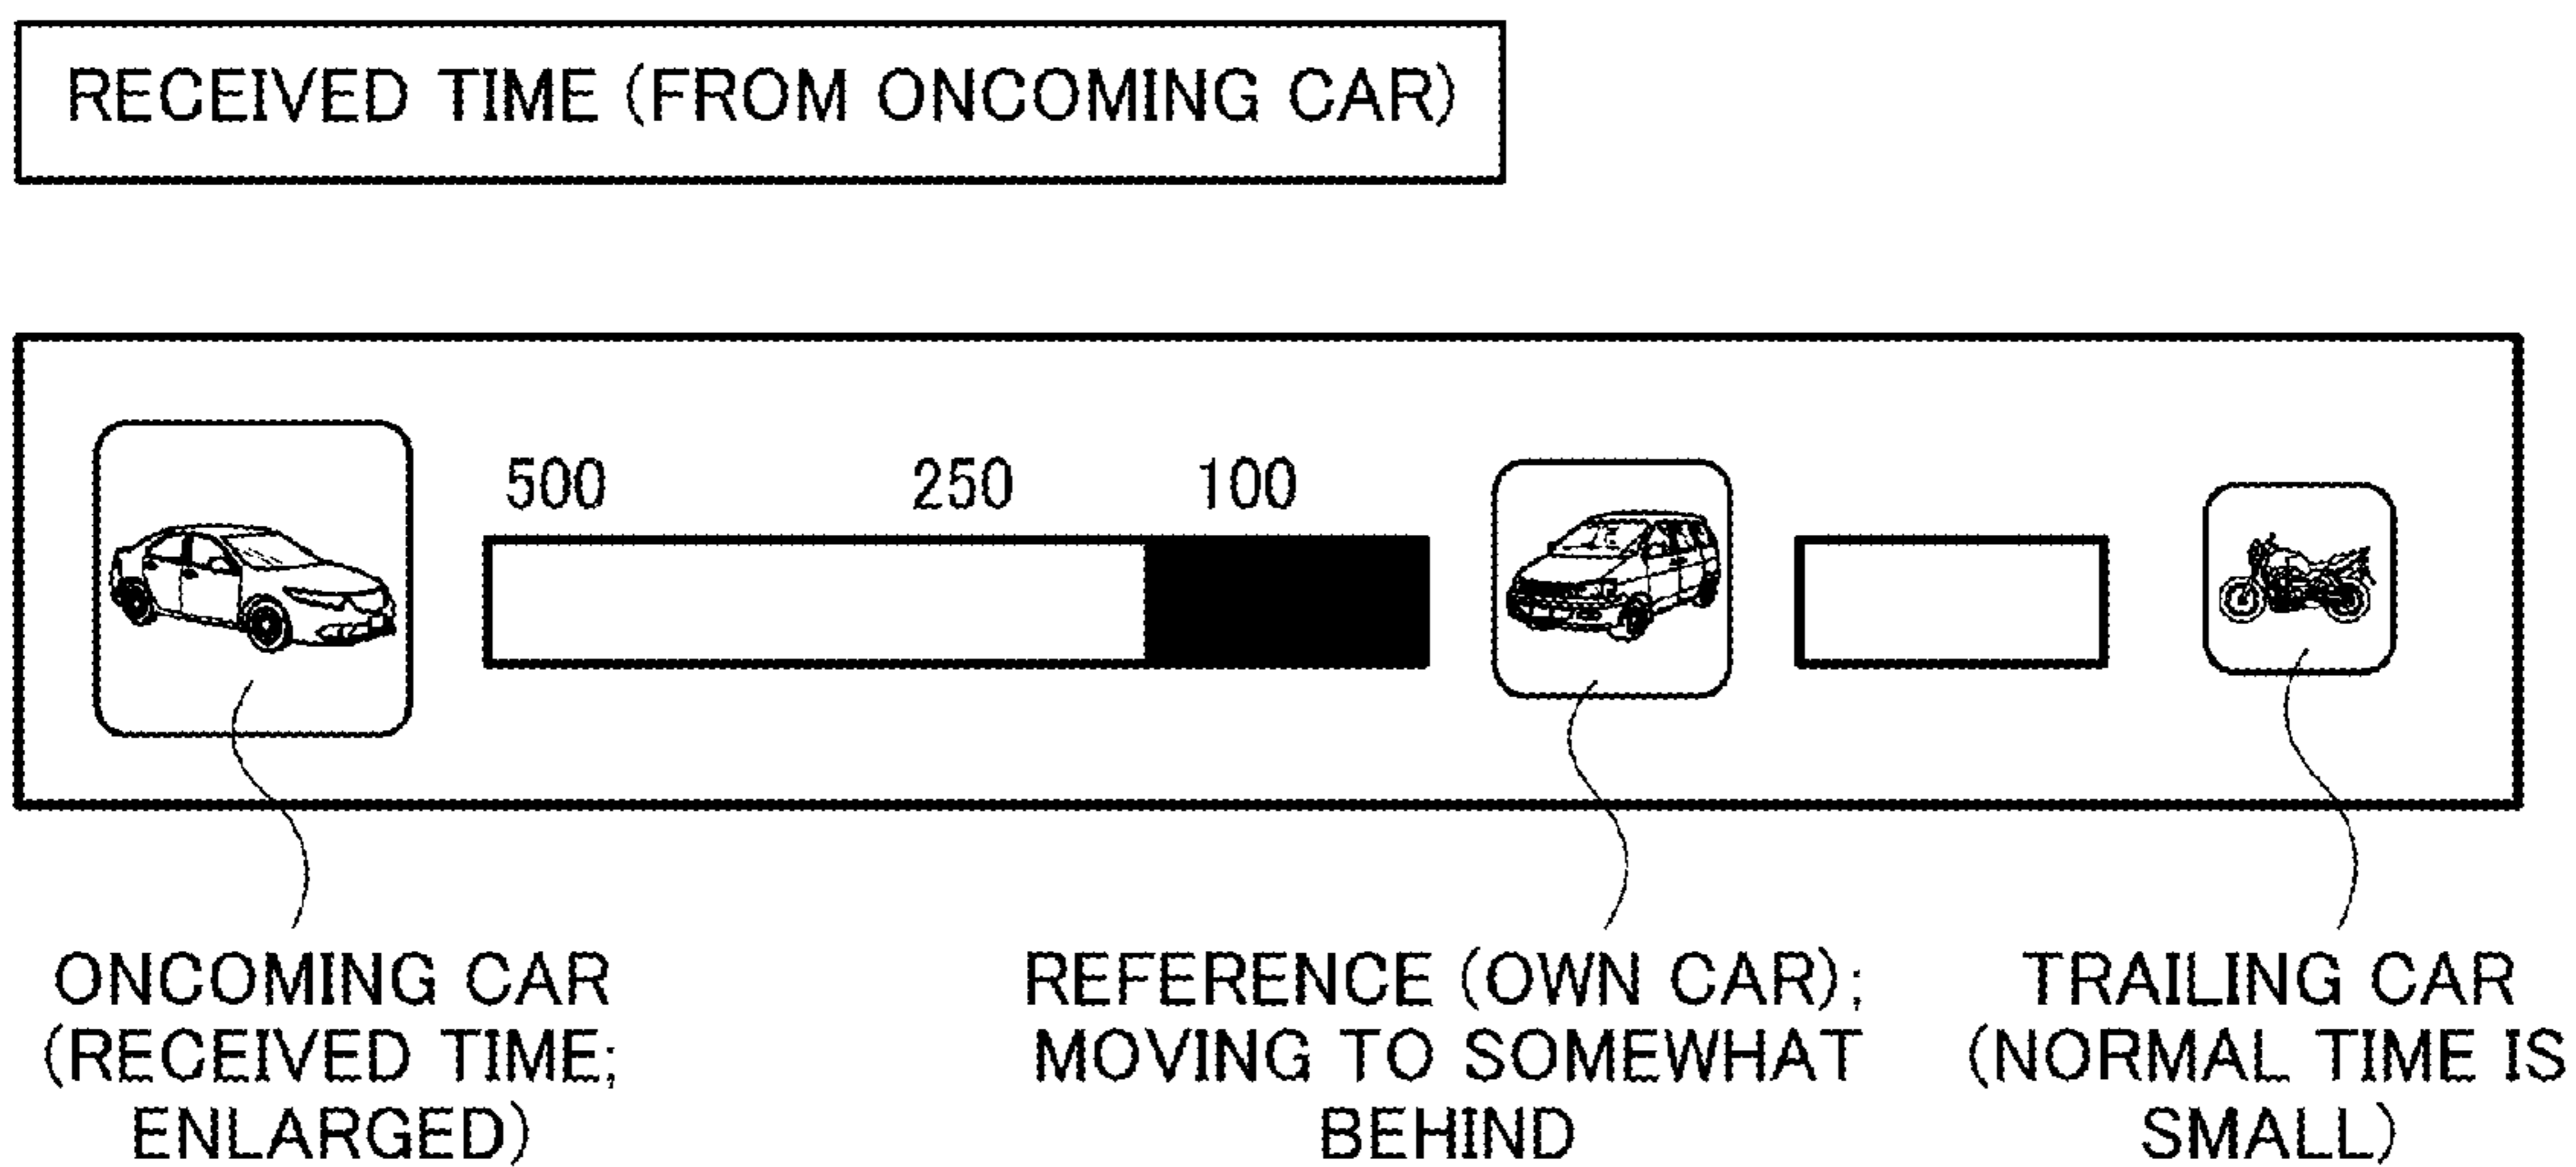 RECEIVED TIME (FROM ONCOMING CAR)
500 250 100
ONCOMING CAR
(RECEIVED TIME;
ENLARGED)
REFERENCE (OWN CAR);
MOVING TO SOMEWHAT
BEHIND
TRAILING CAR
(NORMAL TIME IS
SMALL)